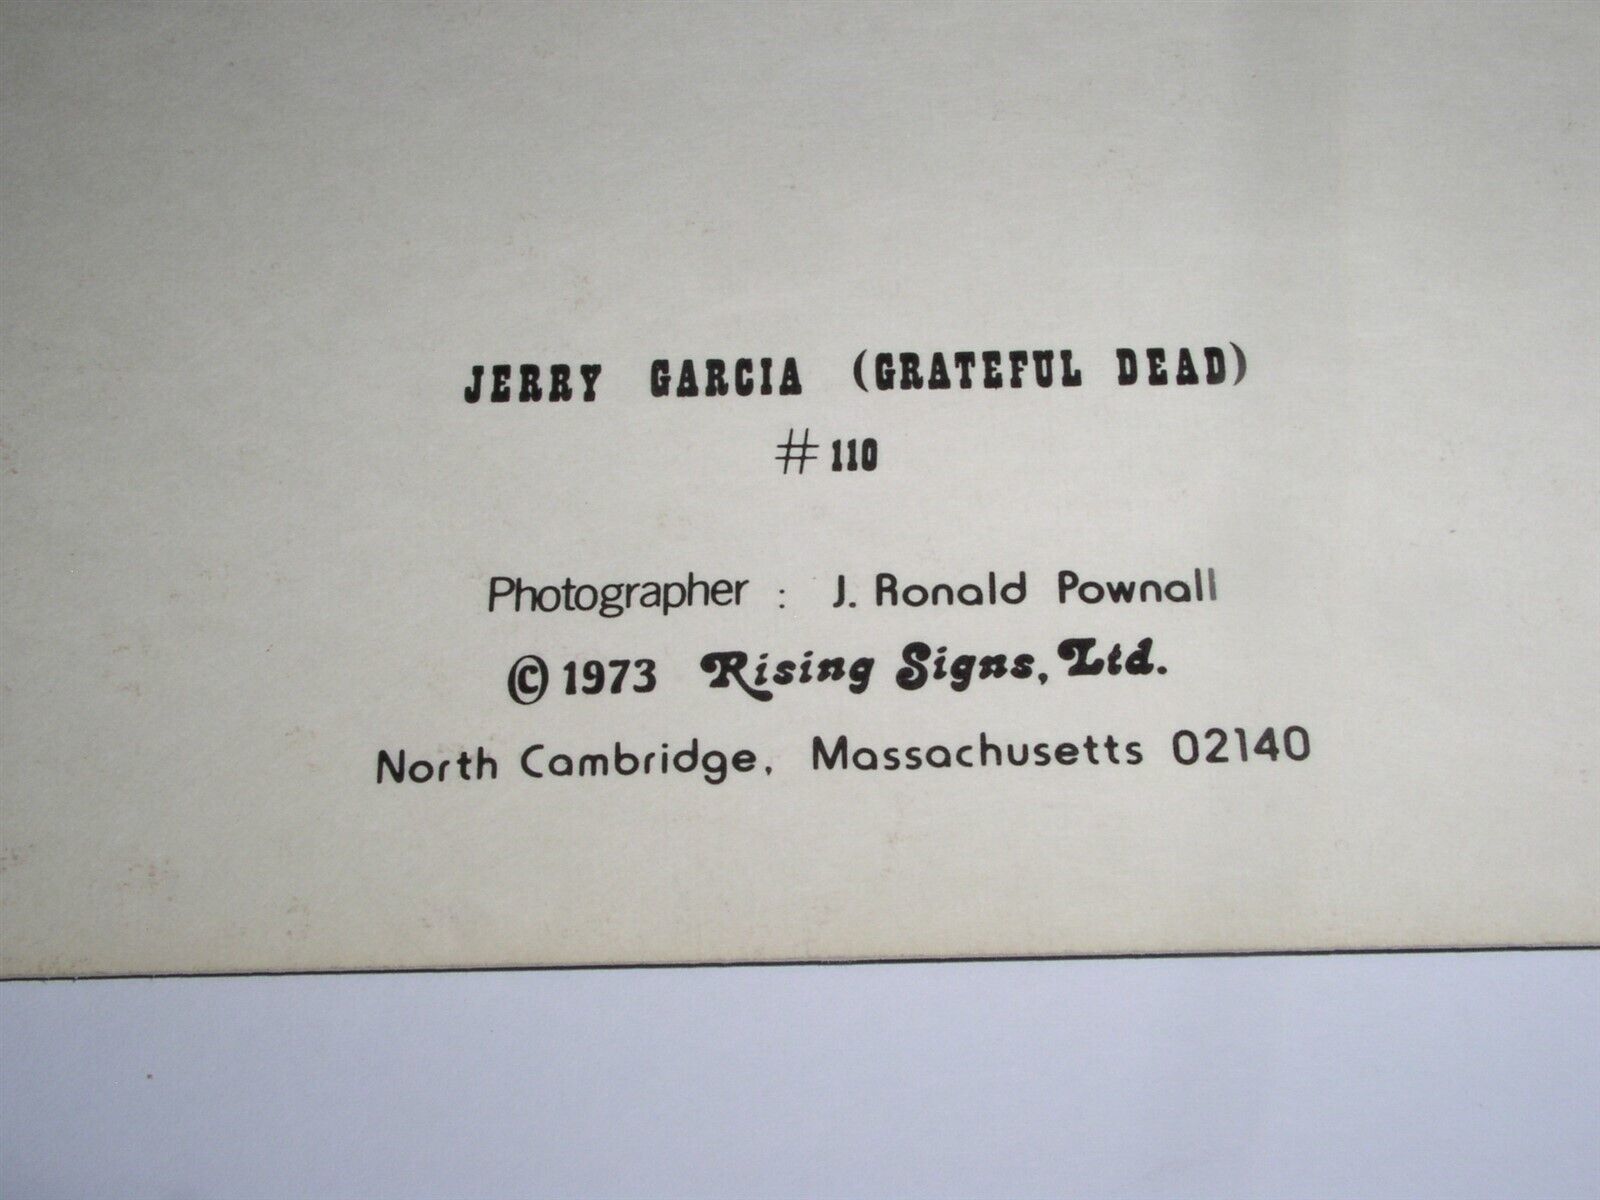 JERRY GARCIA (GRATEFUL DEAD)
# 110
Photographer : J. Ronald Pownall
© 1973 Rising Signs, Ltd.
North Cambridge, Massachusetts 02140